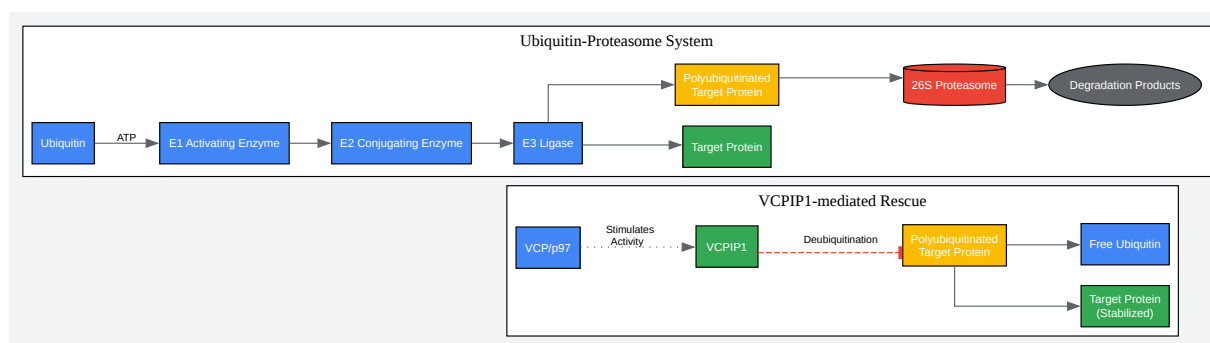 Ubiquitin-Proteasome System
Polyubiquitinated
Target Protein
26S Proteasome
Degradation Products
Ubiquitin
ATP
E1 Activating Enzyme
E2 Conjugating Enzyme
E3 Ligase
Target Protein
VCPIP1-mediated Rescue
VCP/p97
Stimulates
Activity
VCPIP1
Deubiquitination
Polyubiquitinated
Target Protein
Free Ubiquitin
Target Protein
(Stabilized)